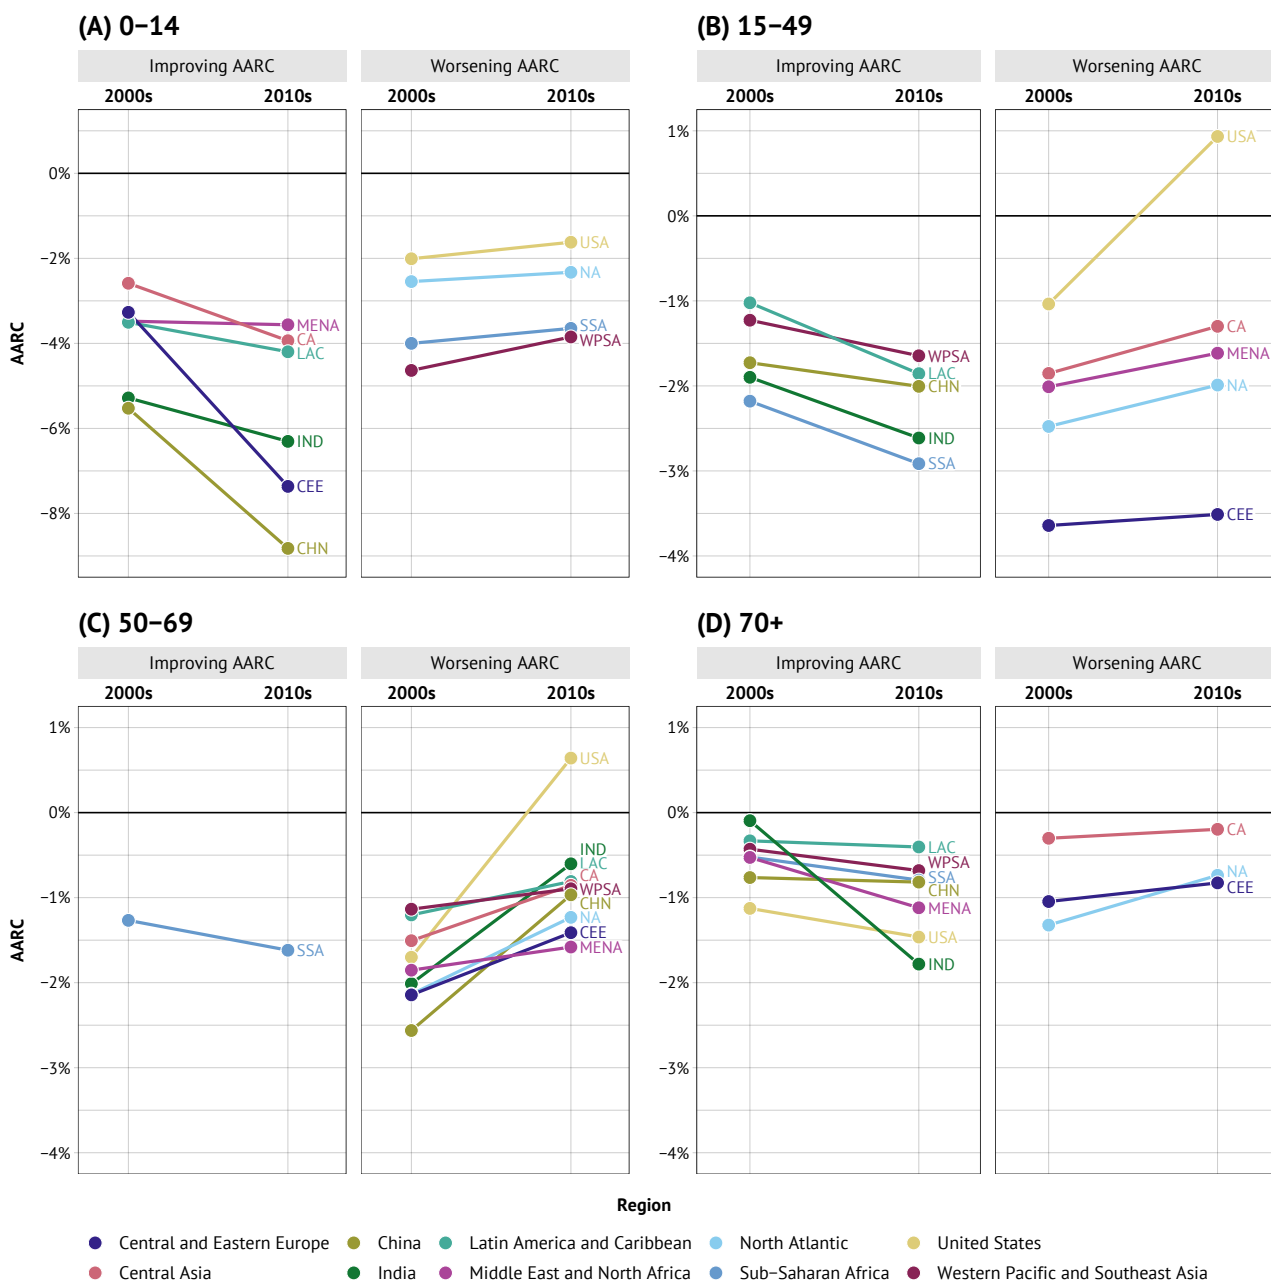 (A) 0−14
Improving AARC
Worsening AARC
2000s 2010s
2000s 2010s
0%
−2%
−4%
−6%
−8%
AARC
MENA
CA
LAC
IND
CEE
CHN
USA
NA
SSA
WPSA
(B) 15−49
Improving AARC
Worsening AARC
2000s 2010s
2000s 2010s
1%
0%
−1%
−2%
−3%
−4%
WPSA
LAC
CHN
IND
SSA
USA
CA
MENA
NA
CEE
(C) 50−69
Improving AARC
Worsening AARC
2000s 2010s
2000s 2010s
1%
0%
−1%
−2%
−3%
−4%
AARC
SSA
USA
IND
LAC
CA
WPSA
CHN
NA
CEE
MENA
(D) 70+
Improving AARC
Worsening AARC
2000s 2010s
2000s 2010s
1%
0%
−1%
−2%
−3%
−4%
LAC
WPSA
SSA
CHN
MENA
USA
IND
CA
NA
CEE
Region
Central and Eastern Europe China Latin America and Caribbean North Atlantic United States
Central Asia India Middle East and North Africa Sub−Saharan Africa Western Pacific and Southeast Asia